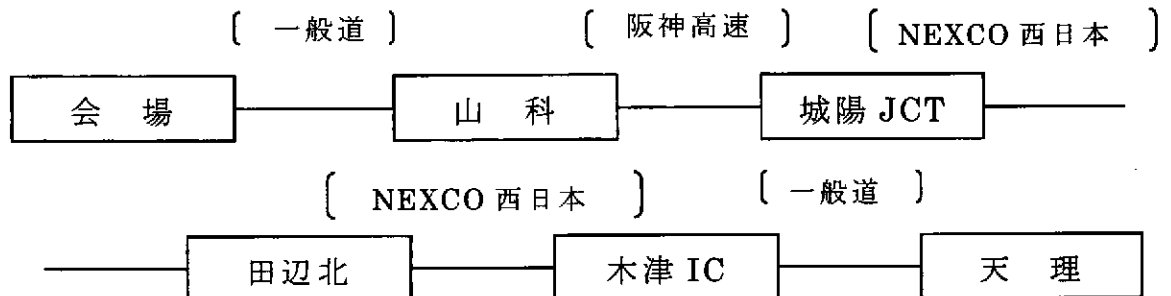 〔 一般道 〕 〔 阪神高速 〕 〔 NEXCO 西日本 〕
会 場 山 科 城陽 JCT
〔 NEXCO 西日本 〕 〔 一般道 〕
田辺北 木津 IC 天 理